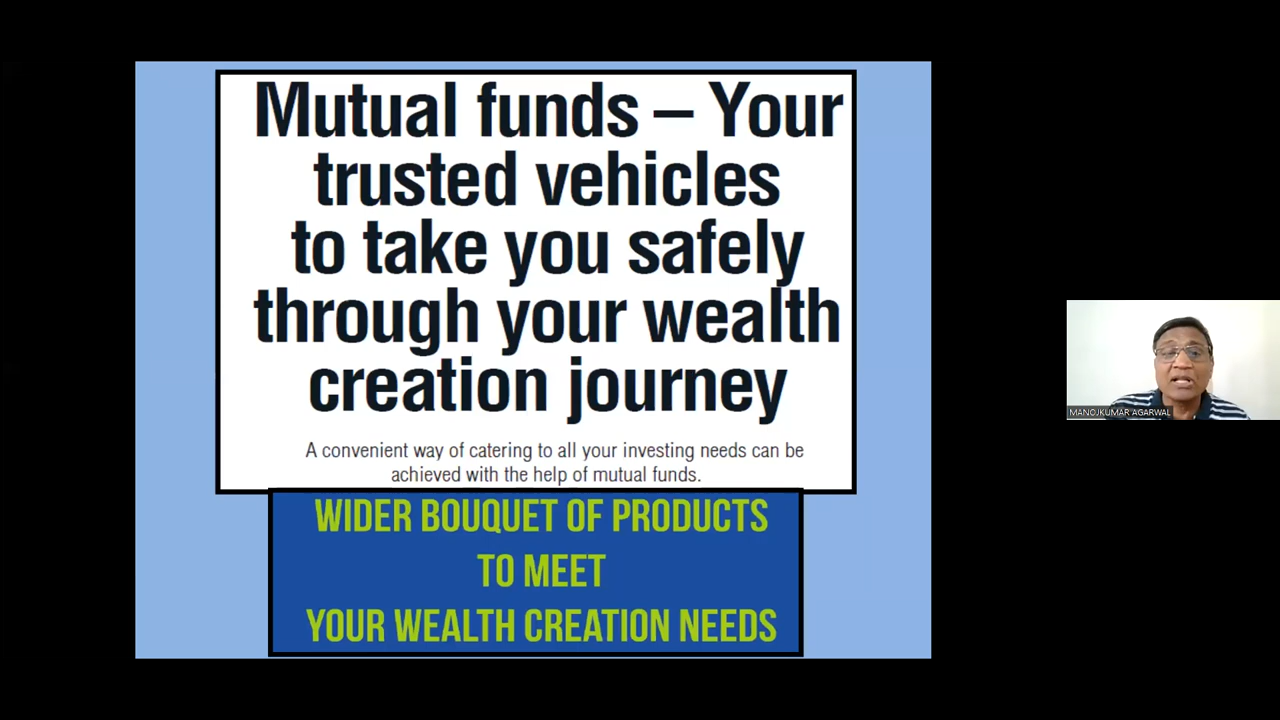 Mutual funds – Your
trusted vehicles
to take you safely
through your wealth
creation journey
A convenient way of catering to all your investing needs can be
achieved with the help of mutual funds.
WIDER BOUQUET OF PRODUCTS
TO MEET
YOUR WEALTH CREATION NEEDS
MANOJKUMAR AGARWAL